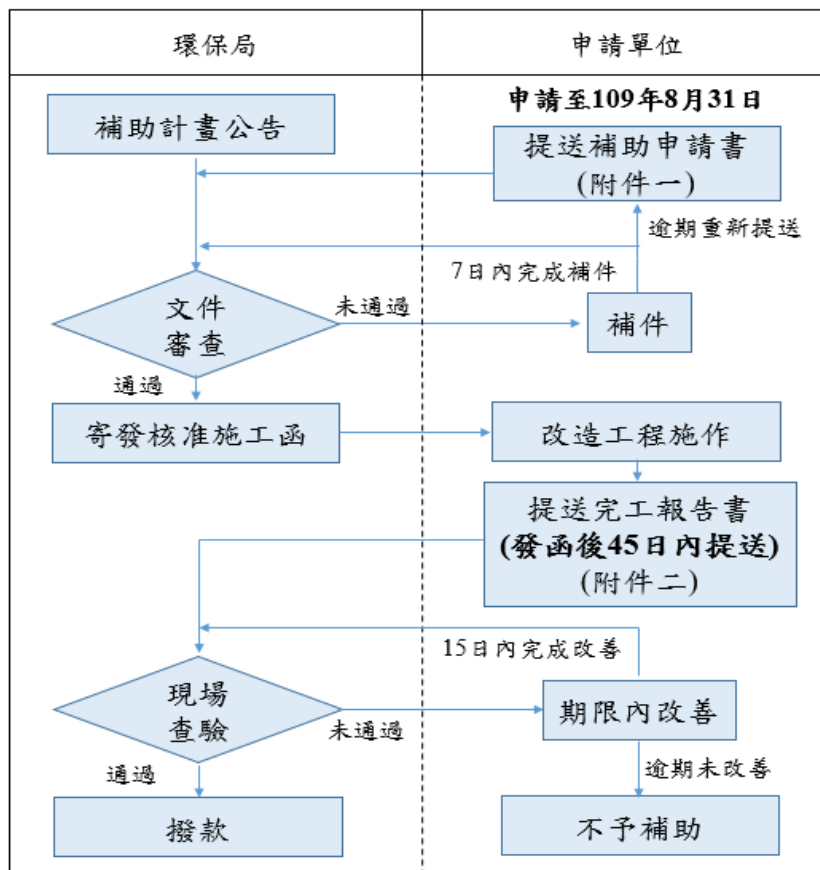 環保局
申請單位
申請至109年8月31日
補助計畫公告
提送補助申請書
(附件一)
逾期重新提送
7日內完成補件
文件
審查
未通過
補件
通過
寄發核准施工函
改造工程施作
提送完工報告書
(發函後45日內提送)
(附件二)
15日內完成改善
現場
查驗
未通過
期限內改善
通過
逾期未改善
撥款
不予補助